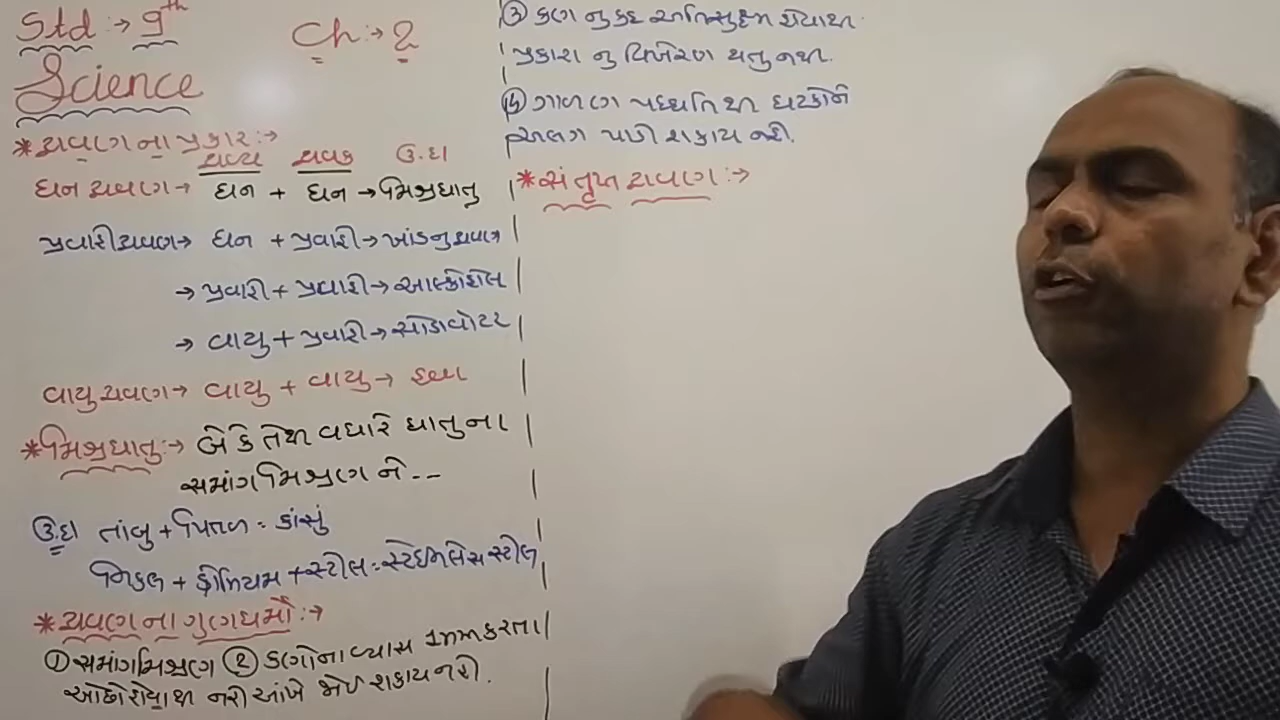 Std :→ 9th
Ch :→ 2
Science
* દ્રાવણ ના પ્રકાર :→
દ્રાવ્ય દ્રાવક ઉ.દા
ઘન દ્રાવણ → ઘન + ઘન → મિશ્રધાતુ
પ્રવાહી દ્રાવણ → ઘન + પ્રવાહી → ખાંડનુ દ્રાવણ
→ પ્રવાહી + પ્રવાહી → આલ્કોહોલ
→ વાયુ + પ્રવાહી → સોડાવોટર
વાયુ દ્રાવણ → વાયુ + વાયુ → હવા
* મિશ્રધાતુ :→ બે કે તેથી વધારે ધાતુના
સમાંગ મિશ્રણ ને --
ઉ.દા તાંબુ + પિત્તળ = કાંસું
નિકલ + ક્રોમિયમ + સ્ટીલ = સ્ટેઈનલેસ સ્ટીલ
* દ્રાવણ ના ગુણધર્મો :→
① સમાંગ મિશ્રણ ② કણોના વ્યાસ 1nm કરતા
ઓછો હોવાથી નરી આંખે જોઈ શકાય નહી.
③ કણ નુ કદ અતિસુક્ષ્મ હોવાથી
પ્રકાશ નુ વિખેરણ થતુ નથી.
④ ગાળણ પધ્ધતિ થી ઘટકોને
અલગ પાડી શકાય નહી.
* સંતૃપ્ત દ્રાવણ :→